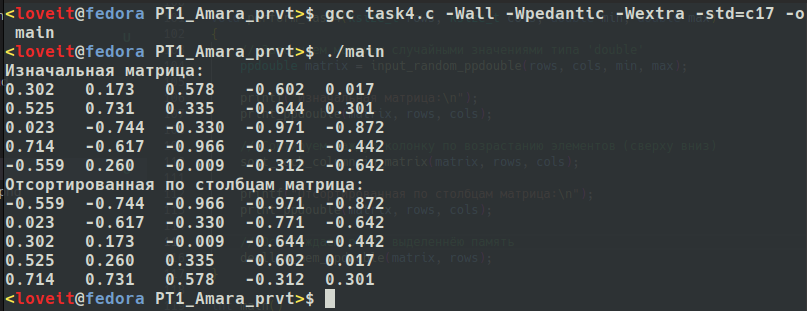 <loveit@fedora PT1_Amara_prvt>$ gcc task4.c -Wall -Wpedantic -Wextra -std=c17 -o
main
<loveit@fedora PT1_Amara_prvt>$ ./main
Изначальная матрица:
0.302 0.173 0.578 -0.602 0.017
0.525 0.731 0.335 -0.644 0.301
0.023 -0.744 -0.330 -0.971 -0.872
0.714 -0.617 -0.966 -0.771 -0.442
-0.559 0.260 -0.009 -0.312 -0.642
Отсортированная по столбцам матрица:
-0.559 -0.744 -0.966 -0.971 -0.872
0.023 -0.617 -0.330 -0.771 -0.642
0.302 0.173 -0.009 -0.644 -0.442
0.525 0.260 0.335 -0.602 0.017
0.714 0.731 0.578 -0.312 0.301
<loveit@fedora PT1_Amara_prvt>$